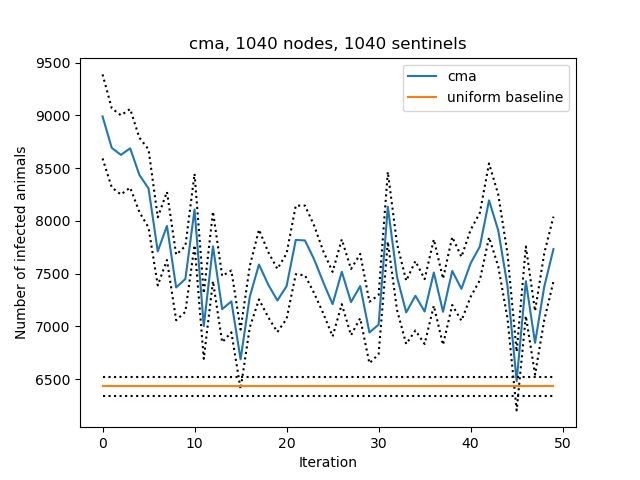 cma, 1040 nodes, 1040 sentinels
cma
uniform baseline
Number of infected animals
9500
9000
8500
8000
7500
7000
6500
0
10
20
30
40
50
Iteration